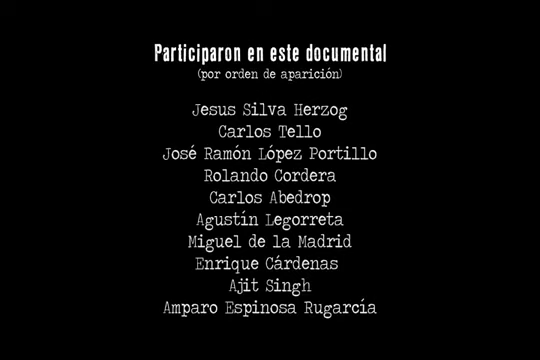 Participaron en este documental
(por orden de aparición)
Jesus Silva Herzog
Carlos Tello
José Ramón López Portillo
Rolando Cordera
Carlos Abedrop
Agustín Legorreta
Miguel de la Madrid
Enrique Cárdenas
Ajit Singh
Amparo Espinosa Rugarcía